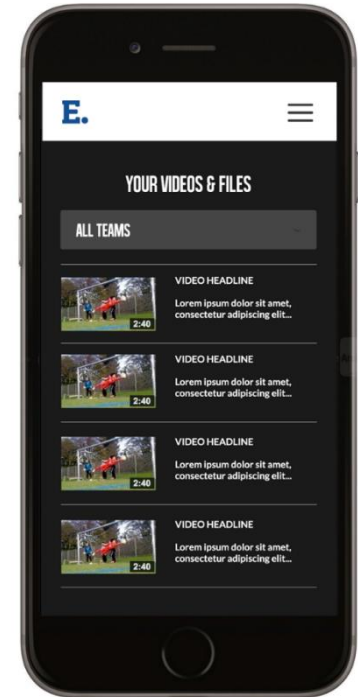 E.
YOUR VIDEOS & FILES
ALL TEAMS
VIDEO HEADLINE
Lorem ipsum dolor sit amet,
consectetur adipiscing elit...
2:40
VIDEO HEADLINE
Lorem ipsum dolor sit amet,
consectetur adipiscing elit...
2:40
VIDEO HEADLINE
Lorem ipsum dolor sit amet,
consectetur adipiscing elit...
2:40
VIDEO HEADLINE
Lorem ipsum dolor sit amet,
consectetur adipiscing elit...
2:40